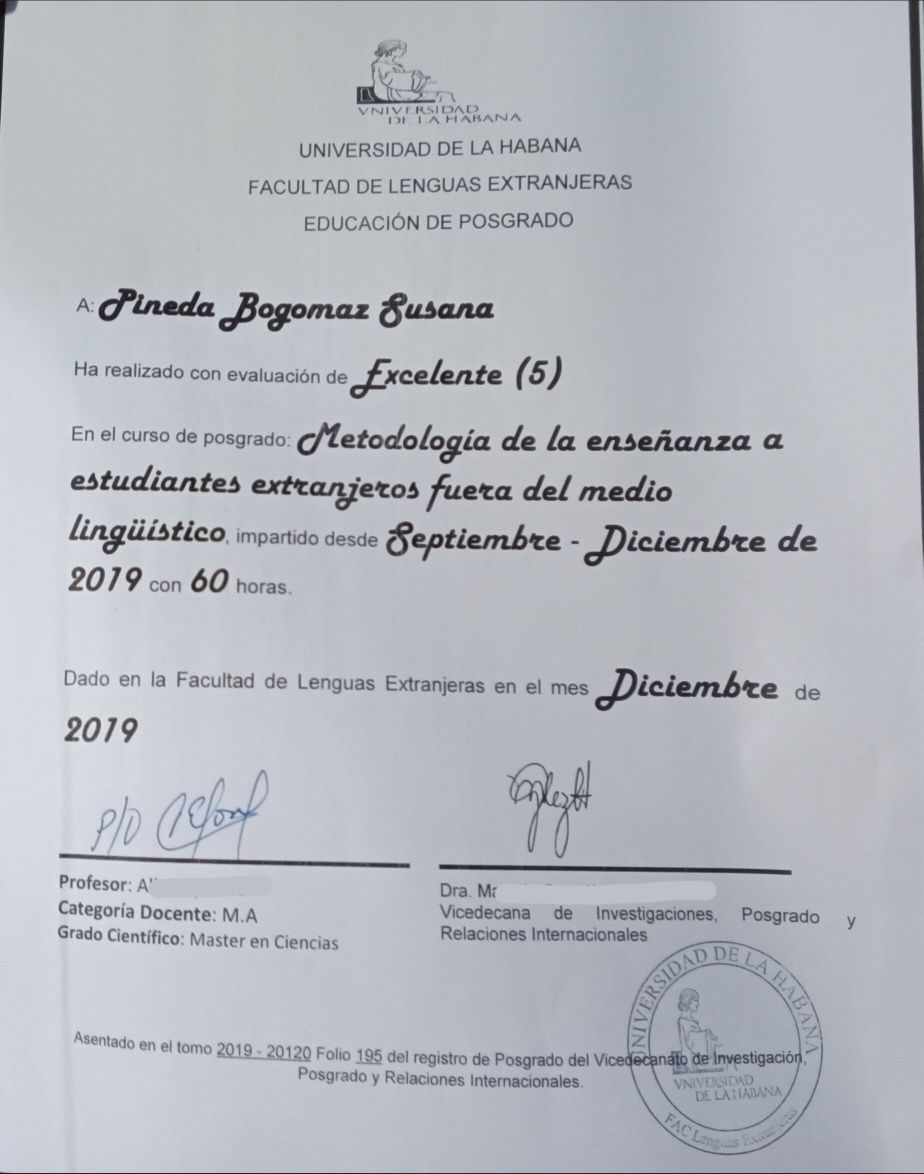 VNIVERSIDAD
DE LA HABANA
UNIVERSIDAD DE LA HABANA
FACULTAD DE LENGUAS EXTRANJERAS
EDUCACIÓN DE POSGRADO
A: Pineda Bogomaz Susana
Ha realizado con evaluación de Excelente (5)
En el curso de posgrado: Metodología de la enseñanza a
estudiantes extranjeros fuera del medio
lingüístico, impartido desde Septiembre - Diciembre de
2019 con 60 horas.
Dado en la Facultad de Lenguas Extranjeras en el mes Diciembre de
2019
P/O
Profesor:
Categoría Docente: M.A
Grado Científico: Master en Ciencias
Dra.
Vicedecana de Investigaciones, Posgrado y
Relaciones Internacionales
Asentado en el tomo 2019 - 20120 Folio 195 del registro de Posgrado del Vicedecanato de Investigación,
Posgrado y Relaciones Internacionales.
UNIVERSIDAD DE LA HABANA
VNIVERSIDAD
DE LA HABANA
FAC Lenguas Extranjeras